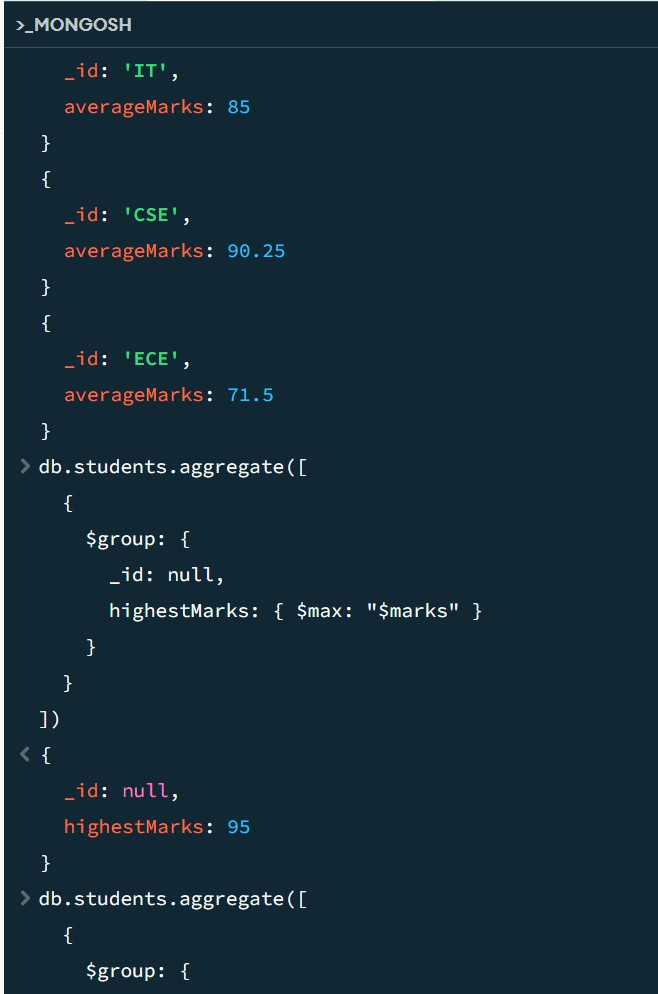 >_MONGOSH
_id: 'IT',
averageMarks: 85
}
{
_id: 'CSE',
averageMarks: 90.25
}
{
_id: 'ECE',
averageMarks: 71.5
}
> db.students.aggregate([
{
$group: {
_id: null,
highestMarks: { $max: "$marks" }
}
}
])
< {
_id: null,
highestMarks: 95
}
> db.students.aggregate([
{
$group: {